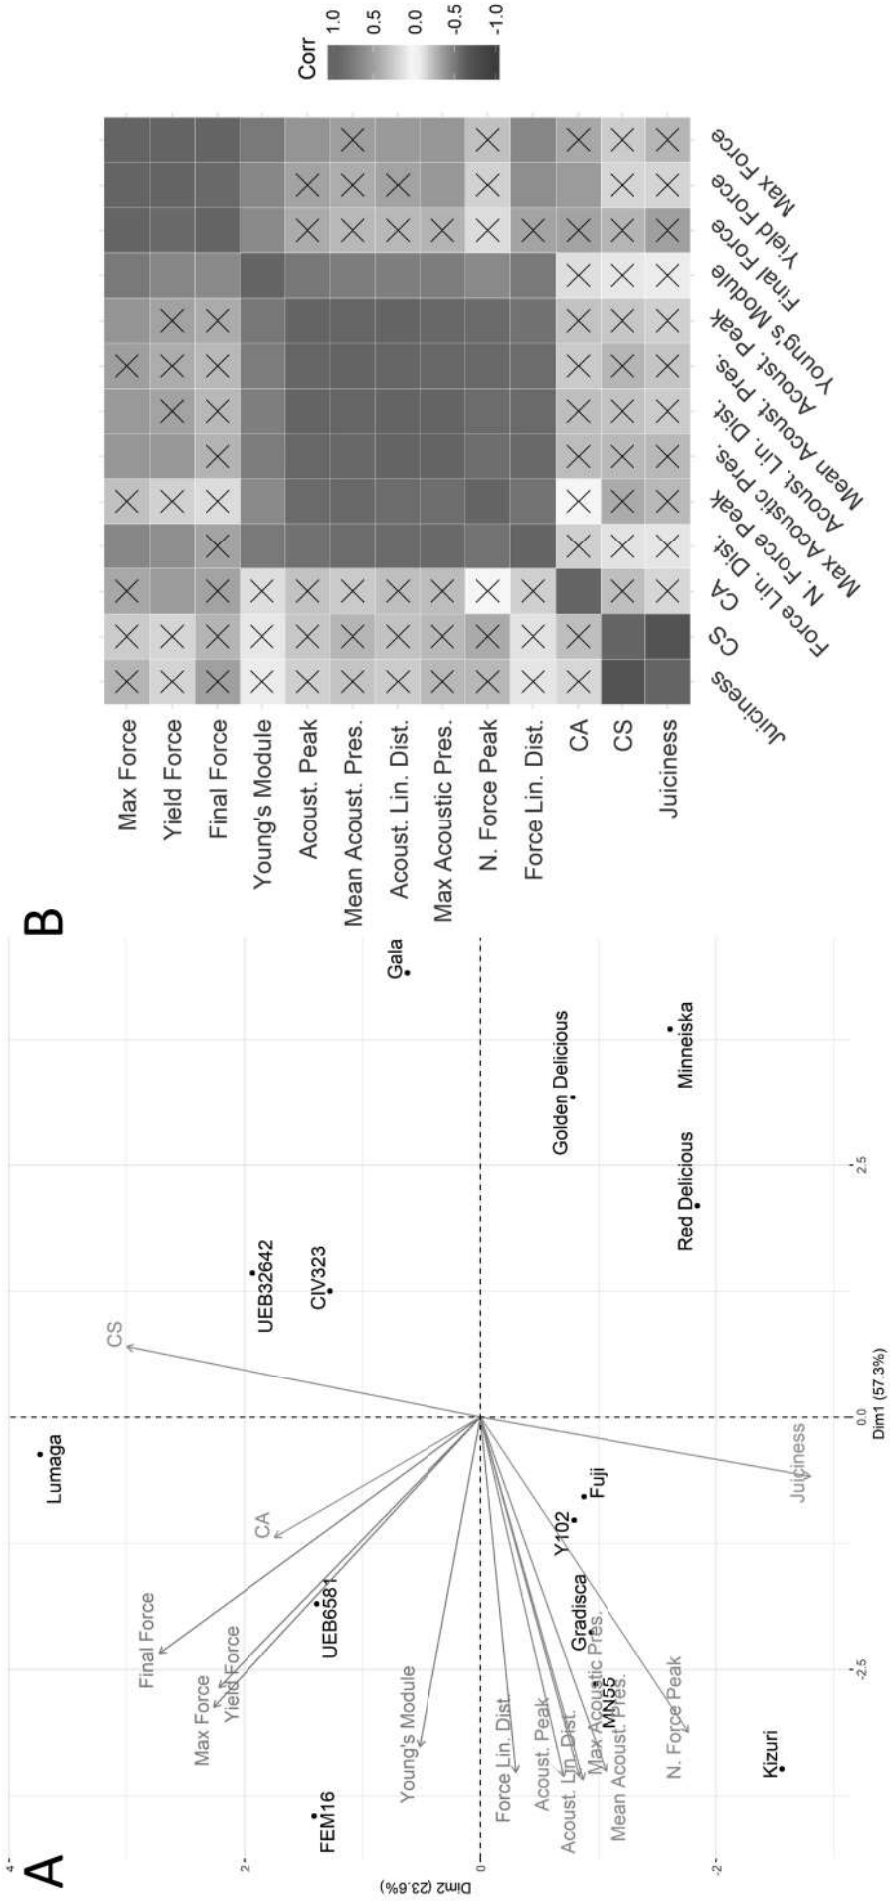 A
4
2
0
-2
Dim2 (23.6%)
-2.5
0.0
2.5
Dim1 (57.3%)
Lumaga
CS
UEB32642
CIV323
Gala
Golden Delicious
Minneiska
Red Delicious
CA
Final Force
UEB6581
Max Force
Yield Force
FEM16
Young's Module
Force Lin. Dist.
Acoust. Peak
Acoust. Lin. Dist.
Max Acoustic Pres.
Mean Acoust. Pres.
N. Force Peak
Fuji
Y102
Gradisca
MN55
Kizuri
Juiciness
B
Max Force
Yield Force
Final Force
Young's Module
Acoust. Peak
Mean Acoust. Pres.
Acoust. Lin. Dist.
Max Acoustic Pres.
N. Force Peak
Force Lin. Dist.
CA
CS
Juiciness
Juiciness
CS
CA
Force Lin. Dist.
N. Force Peak
Max Acoustic Pres.
Acoust. Lin. Dist.
Mean Acoust. Pres.
Acoust. Peak
Young's Module
Final Force
Yield Force
Max Force
Corr
1.0
0.5
0.0
-0.5
-1.0